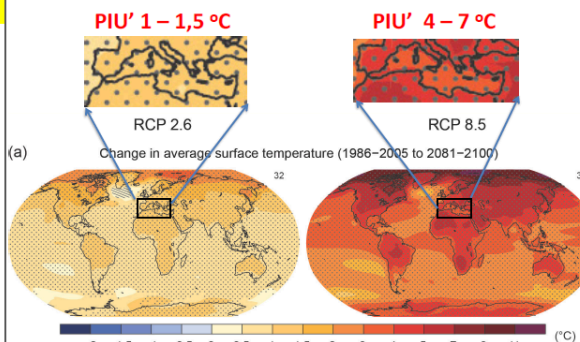 PIU' 1 – 1,5 °C
PIU' 4 – 7 °C
RCP 2.6
RCP 8.5
(a)
Change in average surface temperature (1986−2005 to 2081−2100)
32
(°C)